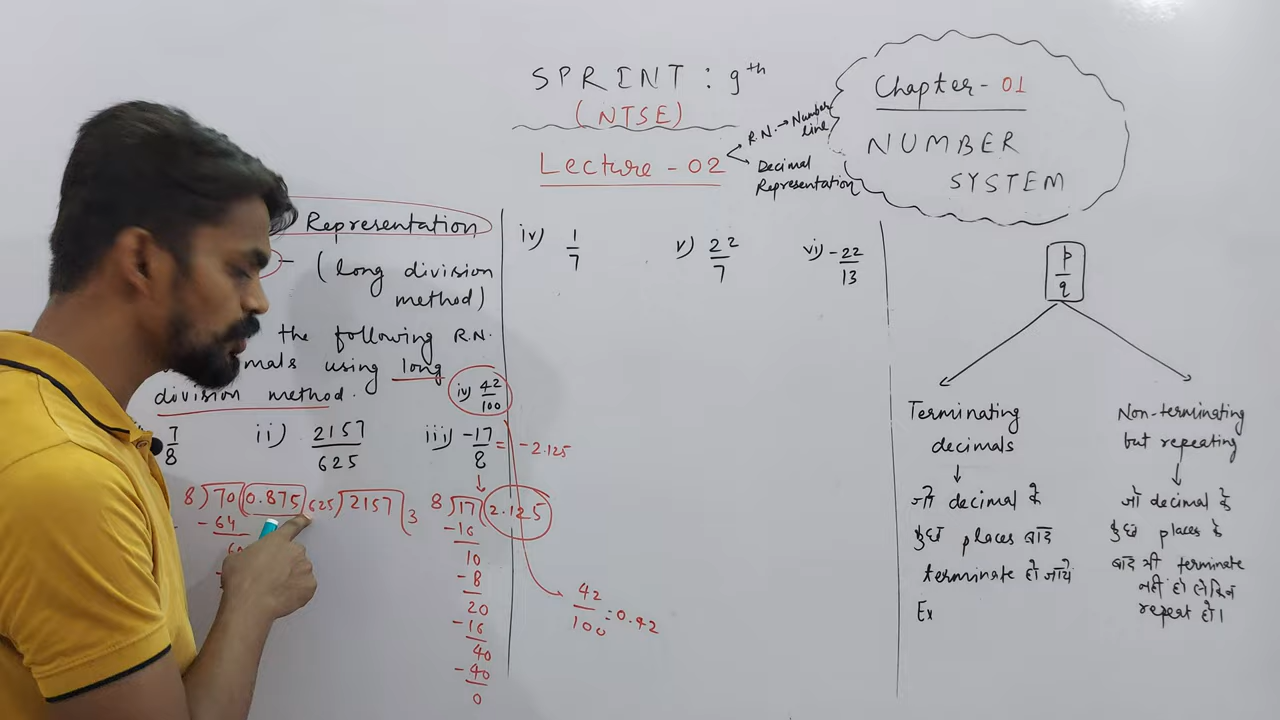 SPRINT : 9th
(NTSE)
Lecture - 02
R.N. → Number line
Decimal Representation
Chapter - 01
NUMBER
SYSTEM
Representation
(long division
method)
the following R.N.
mals using long
division method.
iv) 42/100
7/8
ii) 2157/625
iii) -17/8 = -2.125
8) 70 (0.875
-64
60
625) 2157 (3
8) 17 (2.125
-16
10
-8
20
-16
40
-40
0
42/100 = 0.42
iv) 1/7
v) 22/7
vi) -22/13
p/q
Terminating
decimals
जो decimal के
कुछ places बाद
terminate हो जाये
Ex
Non-terminating
but repeating
जो decimal के
कुछ places के
बाद भी terminate
नहीं हो लेकिन
repeat हो।